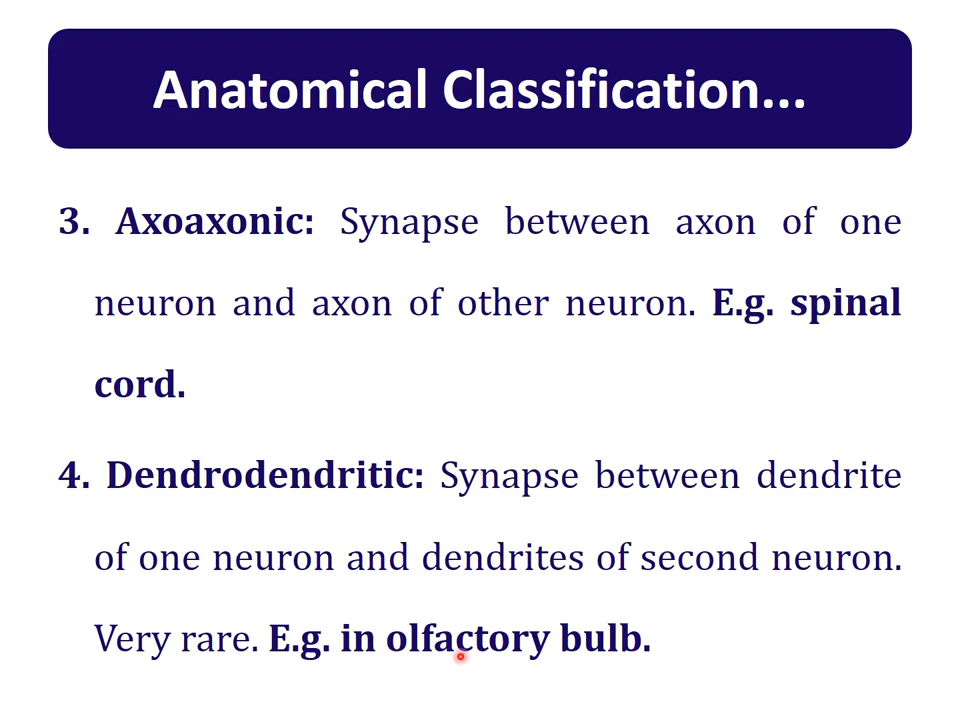 Anatomical Classification...
3. Axoaxonic: Synapse between axon of one
neuron and axon of other neuron. E.g. spinal
cord.
4. Dendrodendritic: Synapse between dendrite
of one neuron and dendrites of second neuron.
Very rare. E.g. in olfactory bulb.